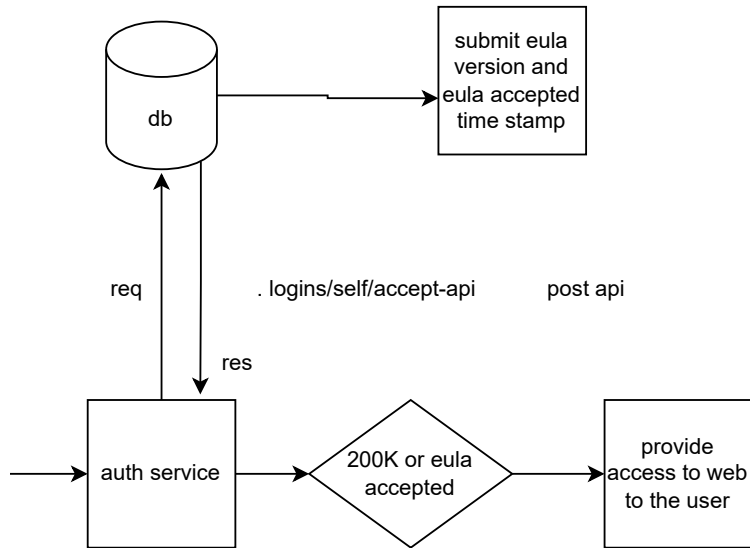 submit eula
version and
eula accepted
time stamp
db
req
. logins/self/accept-api
post api
res
auth service
200K or eula
accepted
provide
access to web
to the user